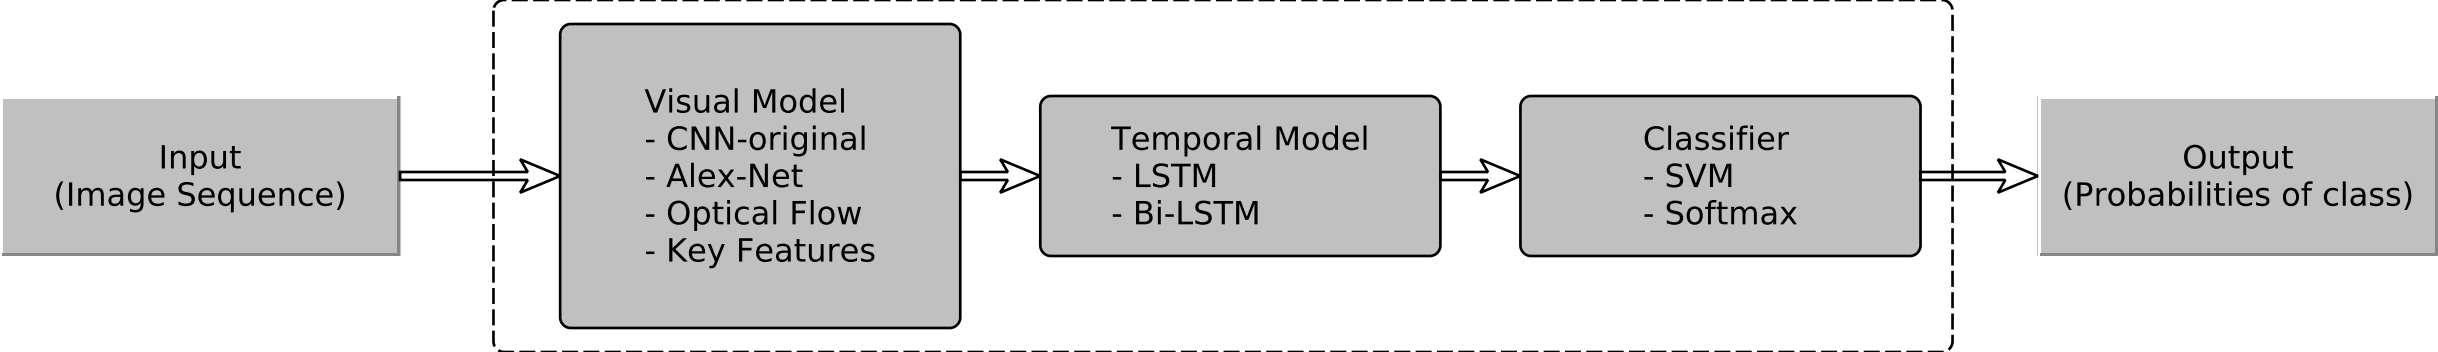 Input
(Image Sequence)
Visual Model
- CNN-original
- Alex-Net
- Optical Flow
- Key Features
Temporal Model
- LSTM
- Bi-LSTM
Classifier
- SVM
- Softmax
Output
(Probabilities of class)